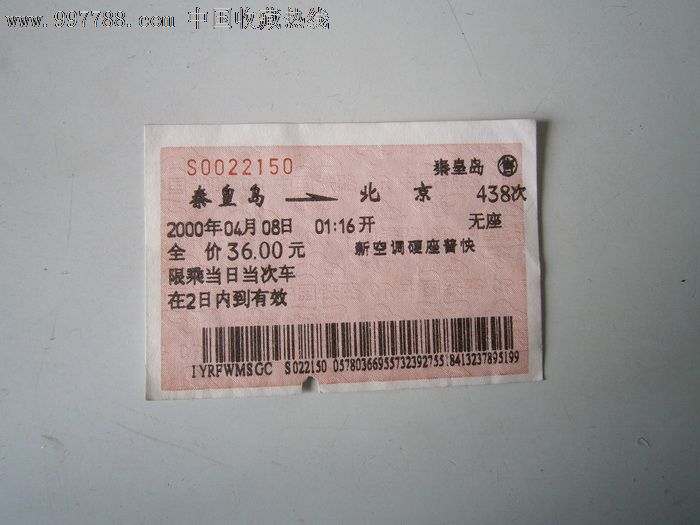 www.997788.com 中国收藏热线
S0022150 秦皇岛 售
秦皇岛 北京 438次
2000年04月08日 01:16开 无座
全 价36.00元 新空调硬座普快
限乘当日当次车
在2日内到有效
IYRFWMSGC S022150 05780366955732392755 18413237895199